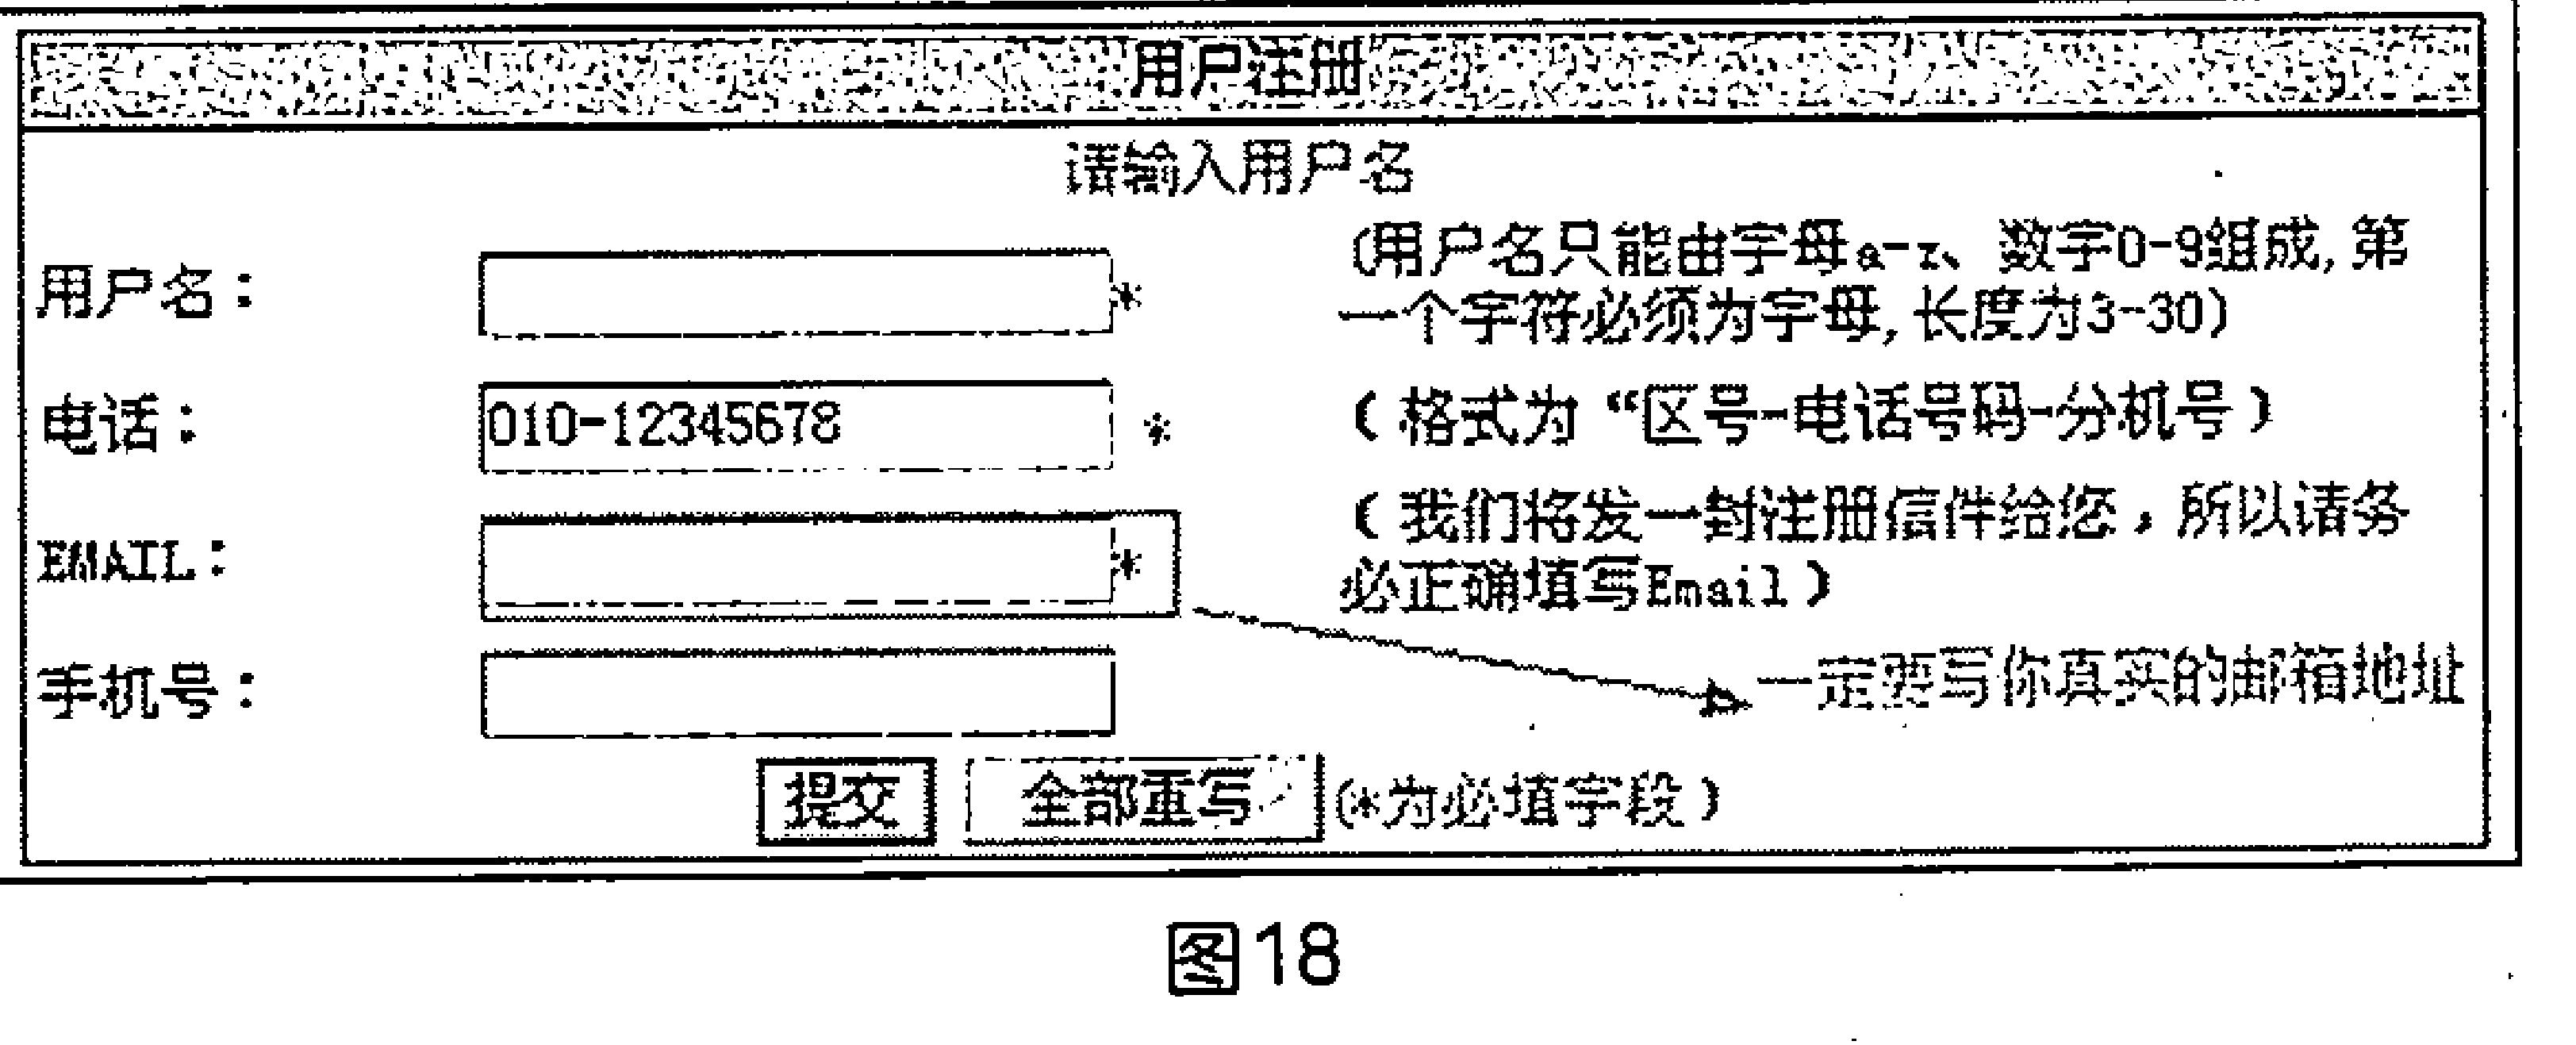 用户注册
请输入用户名
用户名： * (用户名只能由字母a-z、数字0-9组成,第
一个字符必须为字母,长度为3-30)
电话： 010-12345678 * (格式为“区号-电话号码-分机号)
EMAIL： * (我们将发一封注册信件给您，所以请务
必正确填写Email)
手机号： 一定要写你真实的邮箱地址
提交 全部重写 (*为必填字段)
图18